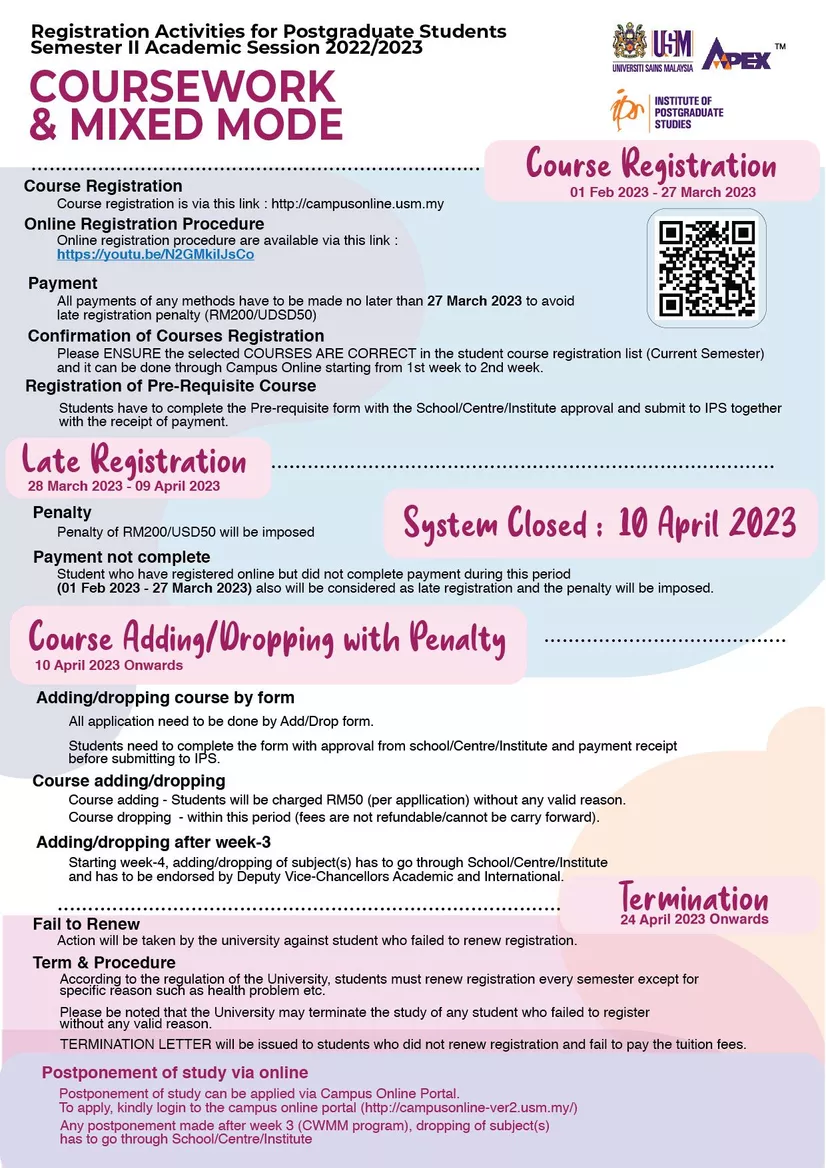 Registration Activities for Postgraduate Students
Semester II Academic Session 2022/2023
COURSEWORK
& MIXED MODE
USM
UNIVERSITI SAINS MALAYSIA
APEX™
ips
INSTITUTE OF
POSTGRADUATE
STUDIES
Course Registration
01 Feb 2023 - 27 March 2023
Course Registration
Course registration is via this link : http://campusonline.usm.my
Online Registration Procedure
Online registration procedure are available via this link :
https://youtu.be/N2GMkiIJsCo
Payment
All payments of any methods have to be made no later than 27 March 2023 to avoid
late registration penalty (RM200/UDSD50)
Confirmation of Courses Registration
Please ENSURE the selected COURSES ARE CORRECT in the student course registration list (Current Semester)
and it can be done through Campus Online starting from 1st week to 2nd week.
Registration of Pre-Requisite Course
Students have to complete the Pre-requisite form with the School/Centre/Institute approval and submit to IPS together
with the receipt of payment.
Late Registration
28 March 2023 - 09 April 2023
Penalty
Penalty of RM200/USD50 will be imposed
System Closed : 10 April 2023
Payment not complete
Student who have registered online but did not complete payment during this period
(01 Feb 2023 - 27 March 2023) also will be considered as late registration and the penalty will be imposed.
Course Adding/Dropping with Penalty
10 April 2023 Onwards
Adding/dropping course by form
All application need to be done by Add/Drop form.
Students need to complete the form with approval from school/Centre/Institute and payment receipt
before submitting to IPS.
Course adding/dropping
Course adding - Students will be charged RM50 (per appllication) without any valid reason.
Course dropping - within this period (fees are not refundable/cannot be carry forward).
Adding/dropping after week-3
Starting week-4, adding/dropping of subject(s) has to go through School/Centre/Institute
and has to be endorsed by Deputy Vice-Chancellors Academic and International.
Termination
24 April 2023 Onwards
Fail to Renew
Action will be taken by the university against student who failed to renew registration.
Term & Procedure
According to the regulation of the University, students must renew registration every semester except for
specific reason such as health problem etc.
Please be noted that the University may terminate the study of any student who failed to register
without any valid reason.
TERMINATION LETTER will be issued to students who did not renew registration and fail to pay the tuition fees.
Postponement of study via online
Postponement of study can be applied via Campus Online Portal.
To apply, kindly login to the campus online portal (http://campusonline-ver2.usm.my/)
Any postponement made after week 3 (CWMM program), dropping of subject(s)
has to go through School/Centre/Institute